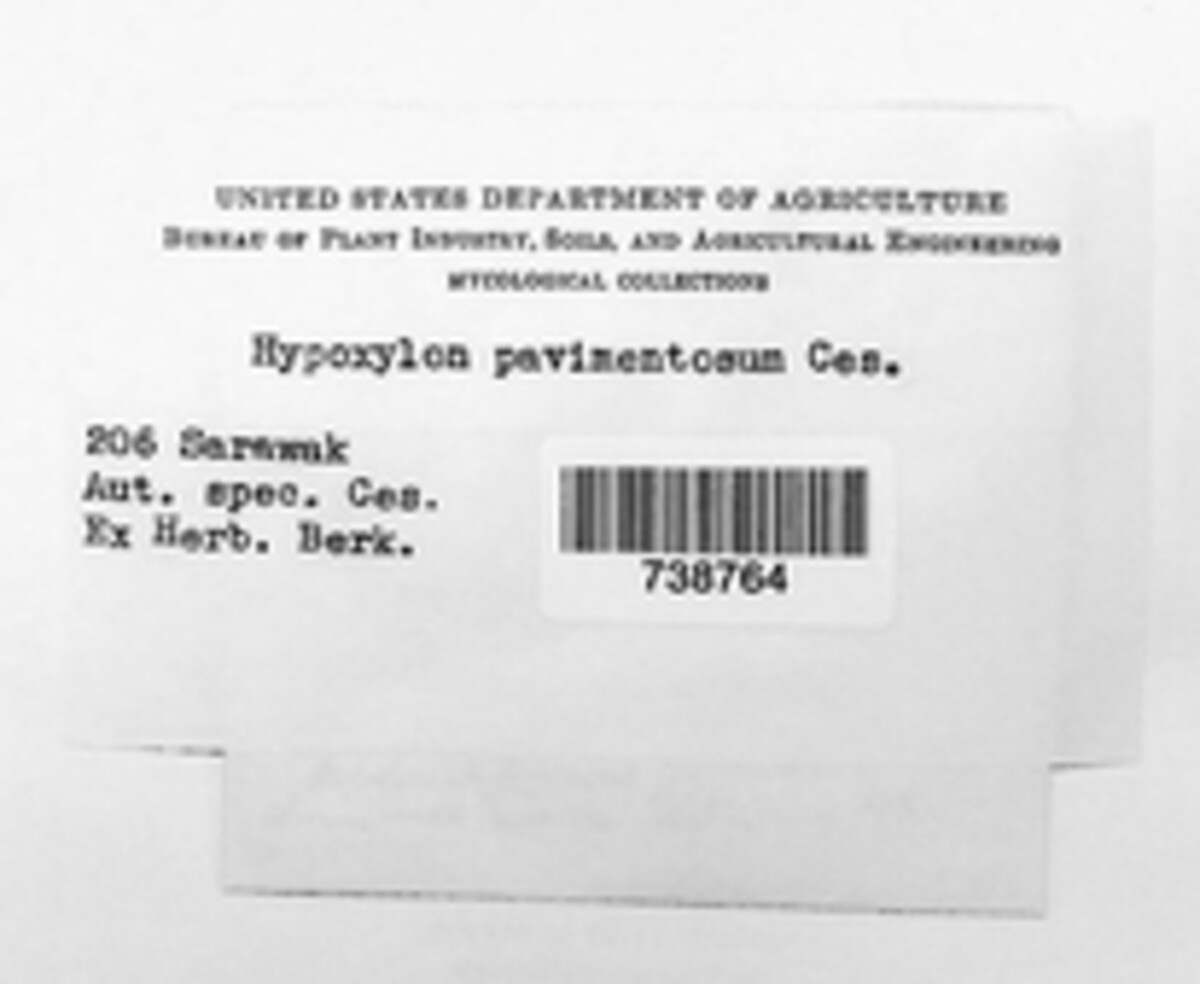 UNITED STATES DEPARTMENT OF AGRICULTURE
BUREAU OF PLANT INDUSTRY, SOILS, AND AGRICULTURAL ENGINEERING
MYCOLOGICAL COLLECTIONS
Hypoxylon pavimentosum Ces.
206 Sarawak
Aut. spec. Ces.
Ex Herb. Berk.
738764